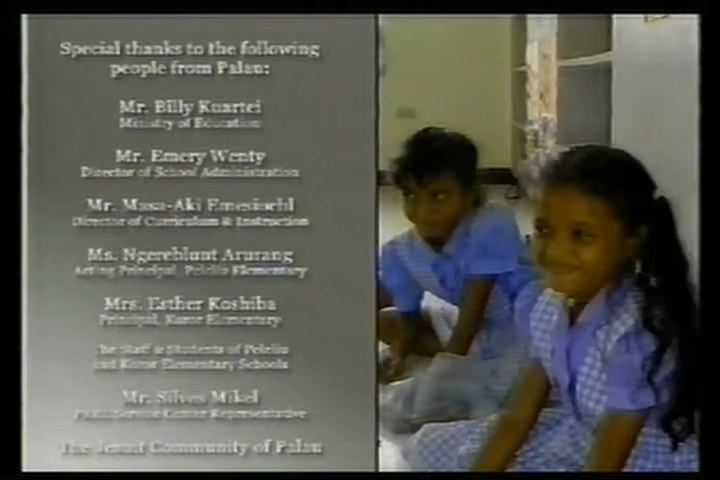 Special thanks to the following
people from Palau:
Mr. Billy Kuartei
Ministry of Education
Mr. Emery Wenty
Director of School Administration
Mr. Masa-Aki Emesiochl
Director of Curriculum & Instruction
Ms. Ngereblunt Arurang
Acting Principal, Peleliu Elementary
Mrs. Esther Koshiba
Principal, Koror Elementary
The Staff & Students of Peleliu
and Koror Elementary Schools
Mr. Silves Mikel
Service Center Representative
The Jesuit Community of Palau